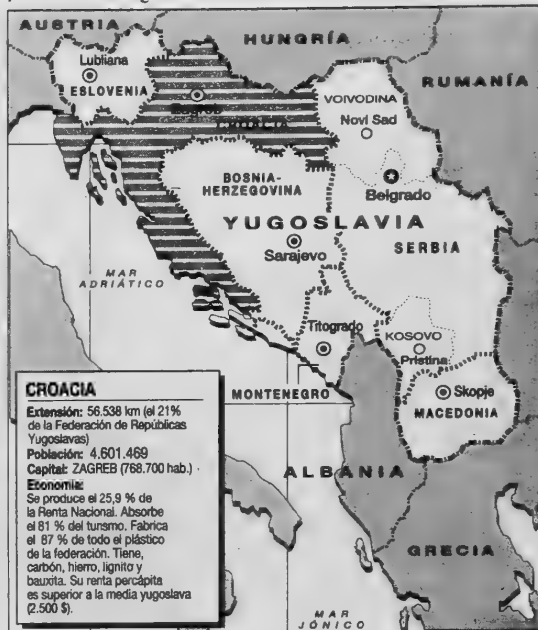 AUSTRIA
HUNGRÍA
Lubliana
ESLOVENIA
RUMANÍA
VOIVODINA
Novi Sad
Zagreb
CROACIA
BOSNIA-
HERZEGOVINA
Belgrado
YUGOSLAVIA
Sarajevo
SERBIA
MAR
ADRIÁTICO
Titogrado
KOSOVO
Pristina
MONTENEGRO
Skopje
MACEDONIA
ALBANIA
GRECIA
MAR
JÓNICO
CROACIA
Extensión: 56.538 km (el 21%
de la Federación de Repúblicas
Yugoslavas)
Población: 4.601.469
Capital: ZAGREB (768.700 hab.)
Economía:
Se produce el 25,9 % de
la Renta Nacional. Absorbe
el 81 % del turismo. Fabrica
el 87 % de todo el plástico
de la federación. Tiene,
carbón, hierro, lignito y
bauxita. Su renta percápita
es superior a la media yugoslava
(2.500 $).